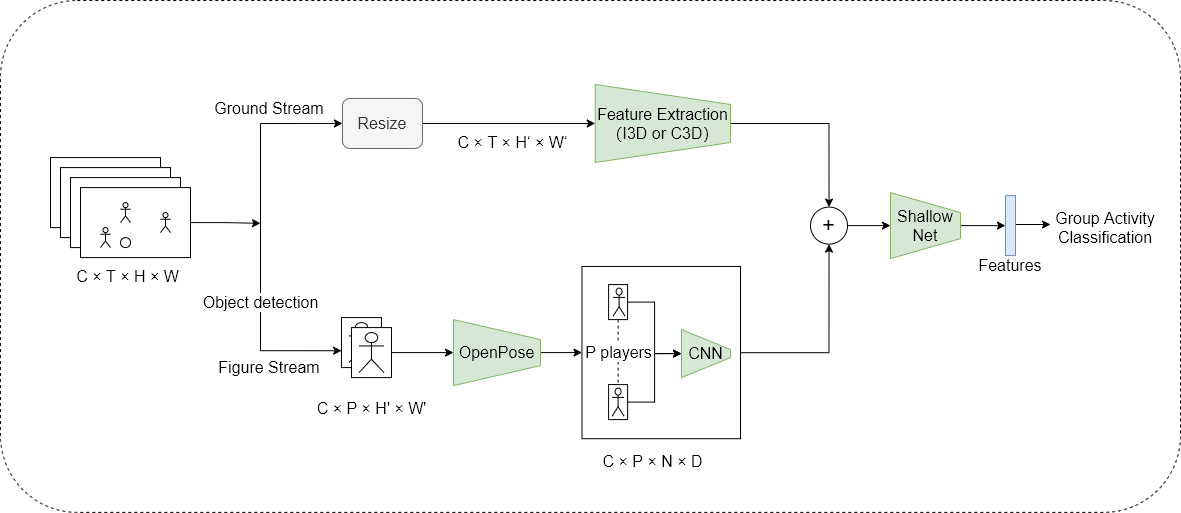 Ground Stream
Resize
C × T × H‘ × W‘
Feature Extraction
(I3D or C3D)
C × T × H × W
+
Shallow
Net
Features
Group Activity
Classification
Object detection
Figure Stream
C × P × H' × W'
OpenPose
P players
CNN
C × P × N × D